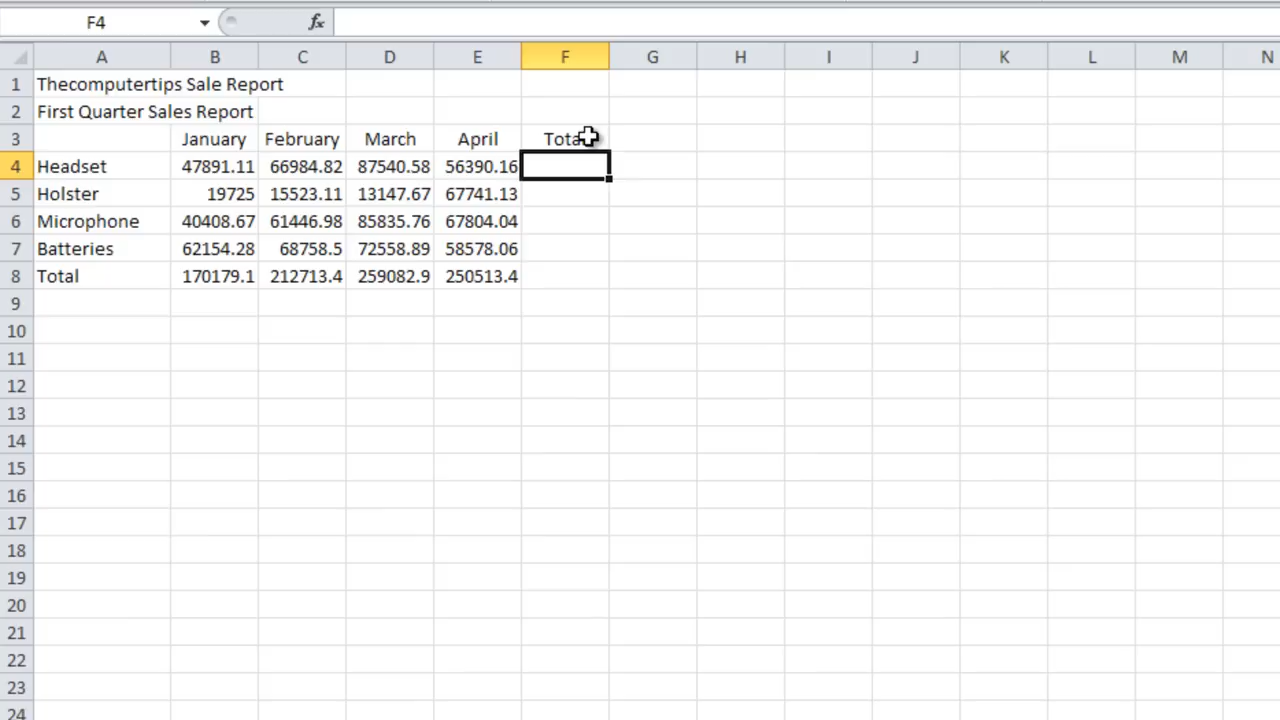 F4 fx
A B C D E F G H I J K L M N
1 Thecomputertips Sale Report
2 First Quarter Sales Report
3 January February March April Total
4 Headset 47891.11 66984.82 87540.58 56390.16
5 Holster 19725 15523.11 13147.67 67741.13
6 Microphone 40408.67 61446.98 85835.76 67804.04
7 Batteries 62154.28 68758.5 72558.89 58578.06
8 Total 170179.1 212713.4 259082.9 250513.4
9
10
11
12
13
14
15
16
17
18
19
20
21
22
23
24